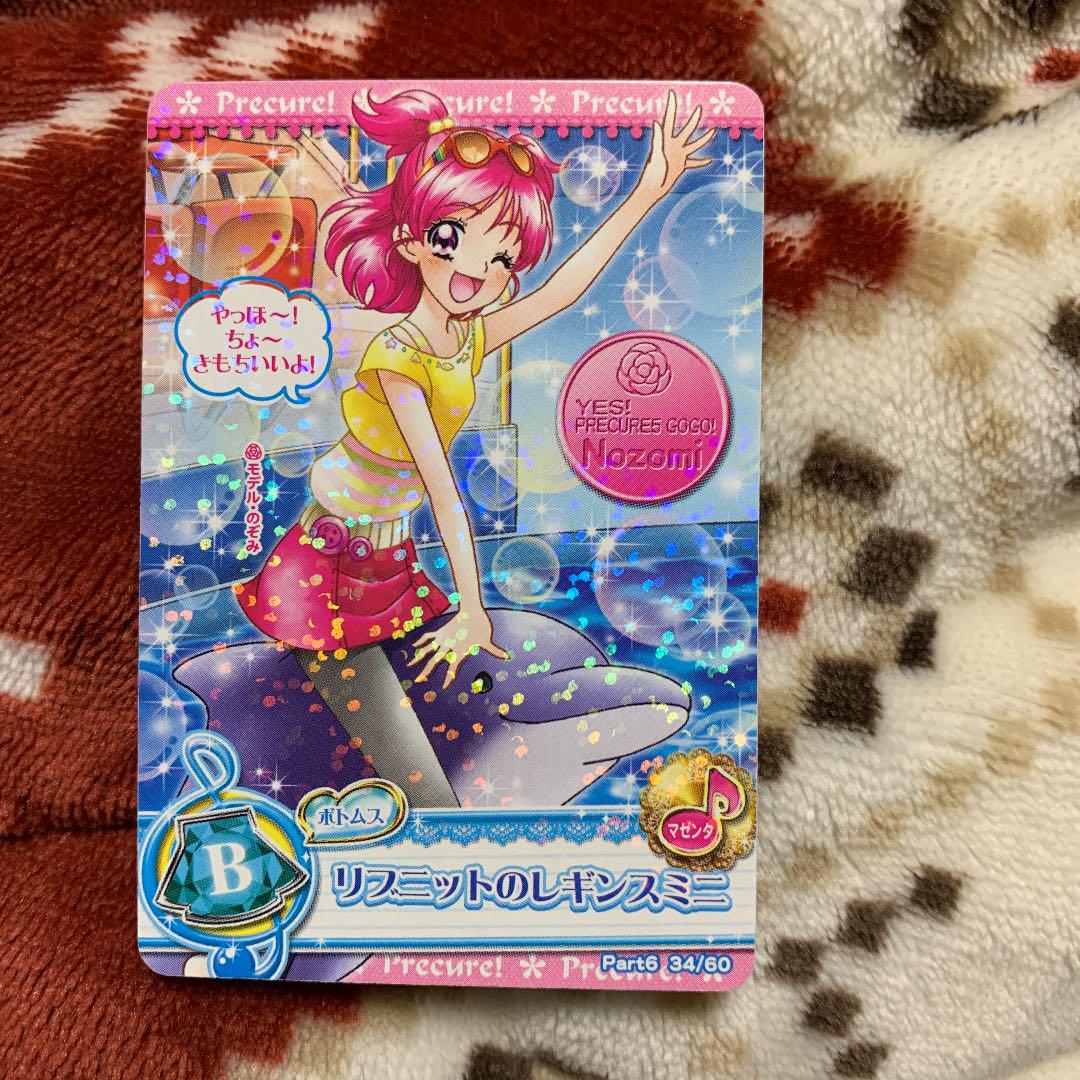 Precure! * Precure! * Precure!
やっほ〜!
ちょ〜
きもちいいよ!
YES!
PRECURE5 GOGO!
Nozomi
モデル・のぞみ
ボトムス
マゼンタ
B
リブニットのレギンスミニ
Precure! * Precure!
Part6 34/60